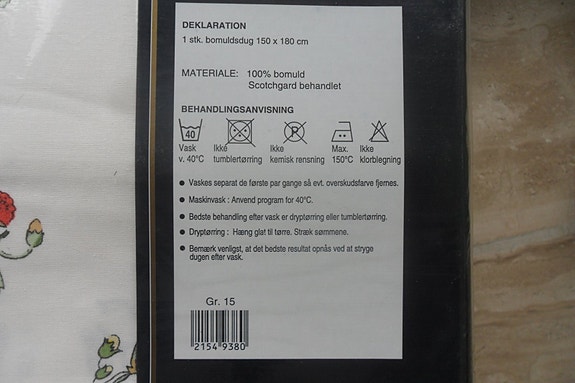 DEKLARATION
1 stk. bomuldsdug 150 x 180 cm
MATERIALE: 100% bomuld
Scotchgard behandlet
BEHANDLINGSANVISNING
40 P
Vask Ikke Ikke Max. Ikke
v. 40°C tumblertørring kemisk rensning 150°C klorblegning
• Vaskes separat de første par gange så evt. overskudsfarve fjernes.
• Maskinvask : Anvend program for 40°C.
• Bedste behandling efter vask er dryptørring eller tumblertørring.
• Dryptørring : Hæng glat til tørre. Stræk sømmene.
• Bemærk venligst, at det bedste resultat opnås ved at stryge
dugen efter vask.
Gr. 15
2154 9380